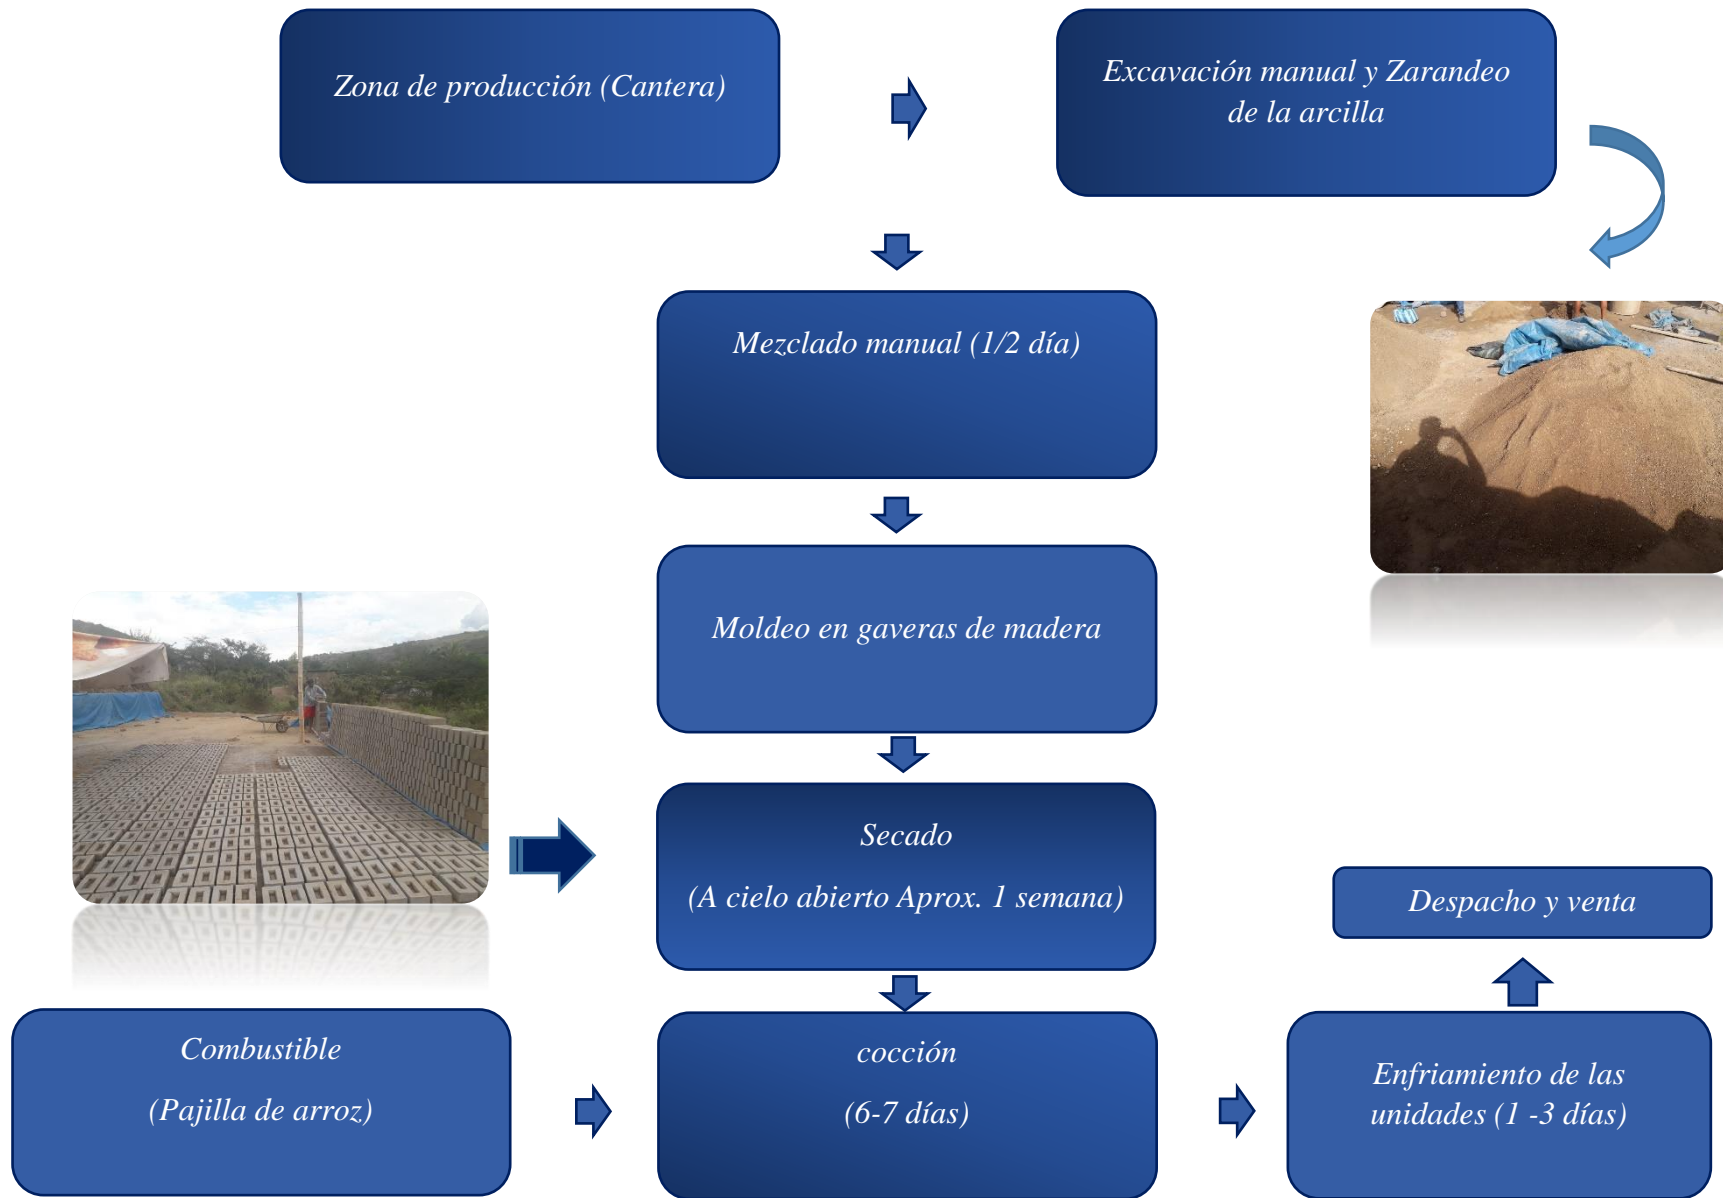 Zona de producción (Cantera)
Excavación manual y Zarandeo
de la arcilla
Mezclado manual (1/2 día)
Moldeo en gaveras de madera
Secado
(A cielo abierto Aprox. 1 semana)
Despacho y venta
Combustible
(Pajilla de arroz)
cocción
(6-7 días)
Enfriamiento de las
unidades (1 -3 días)